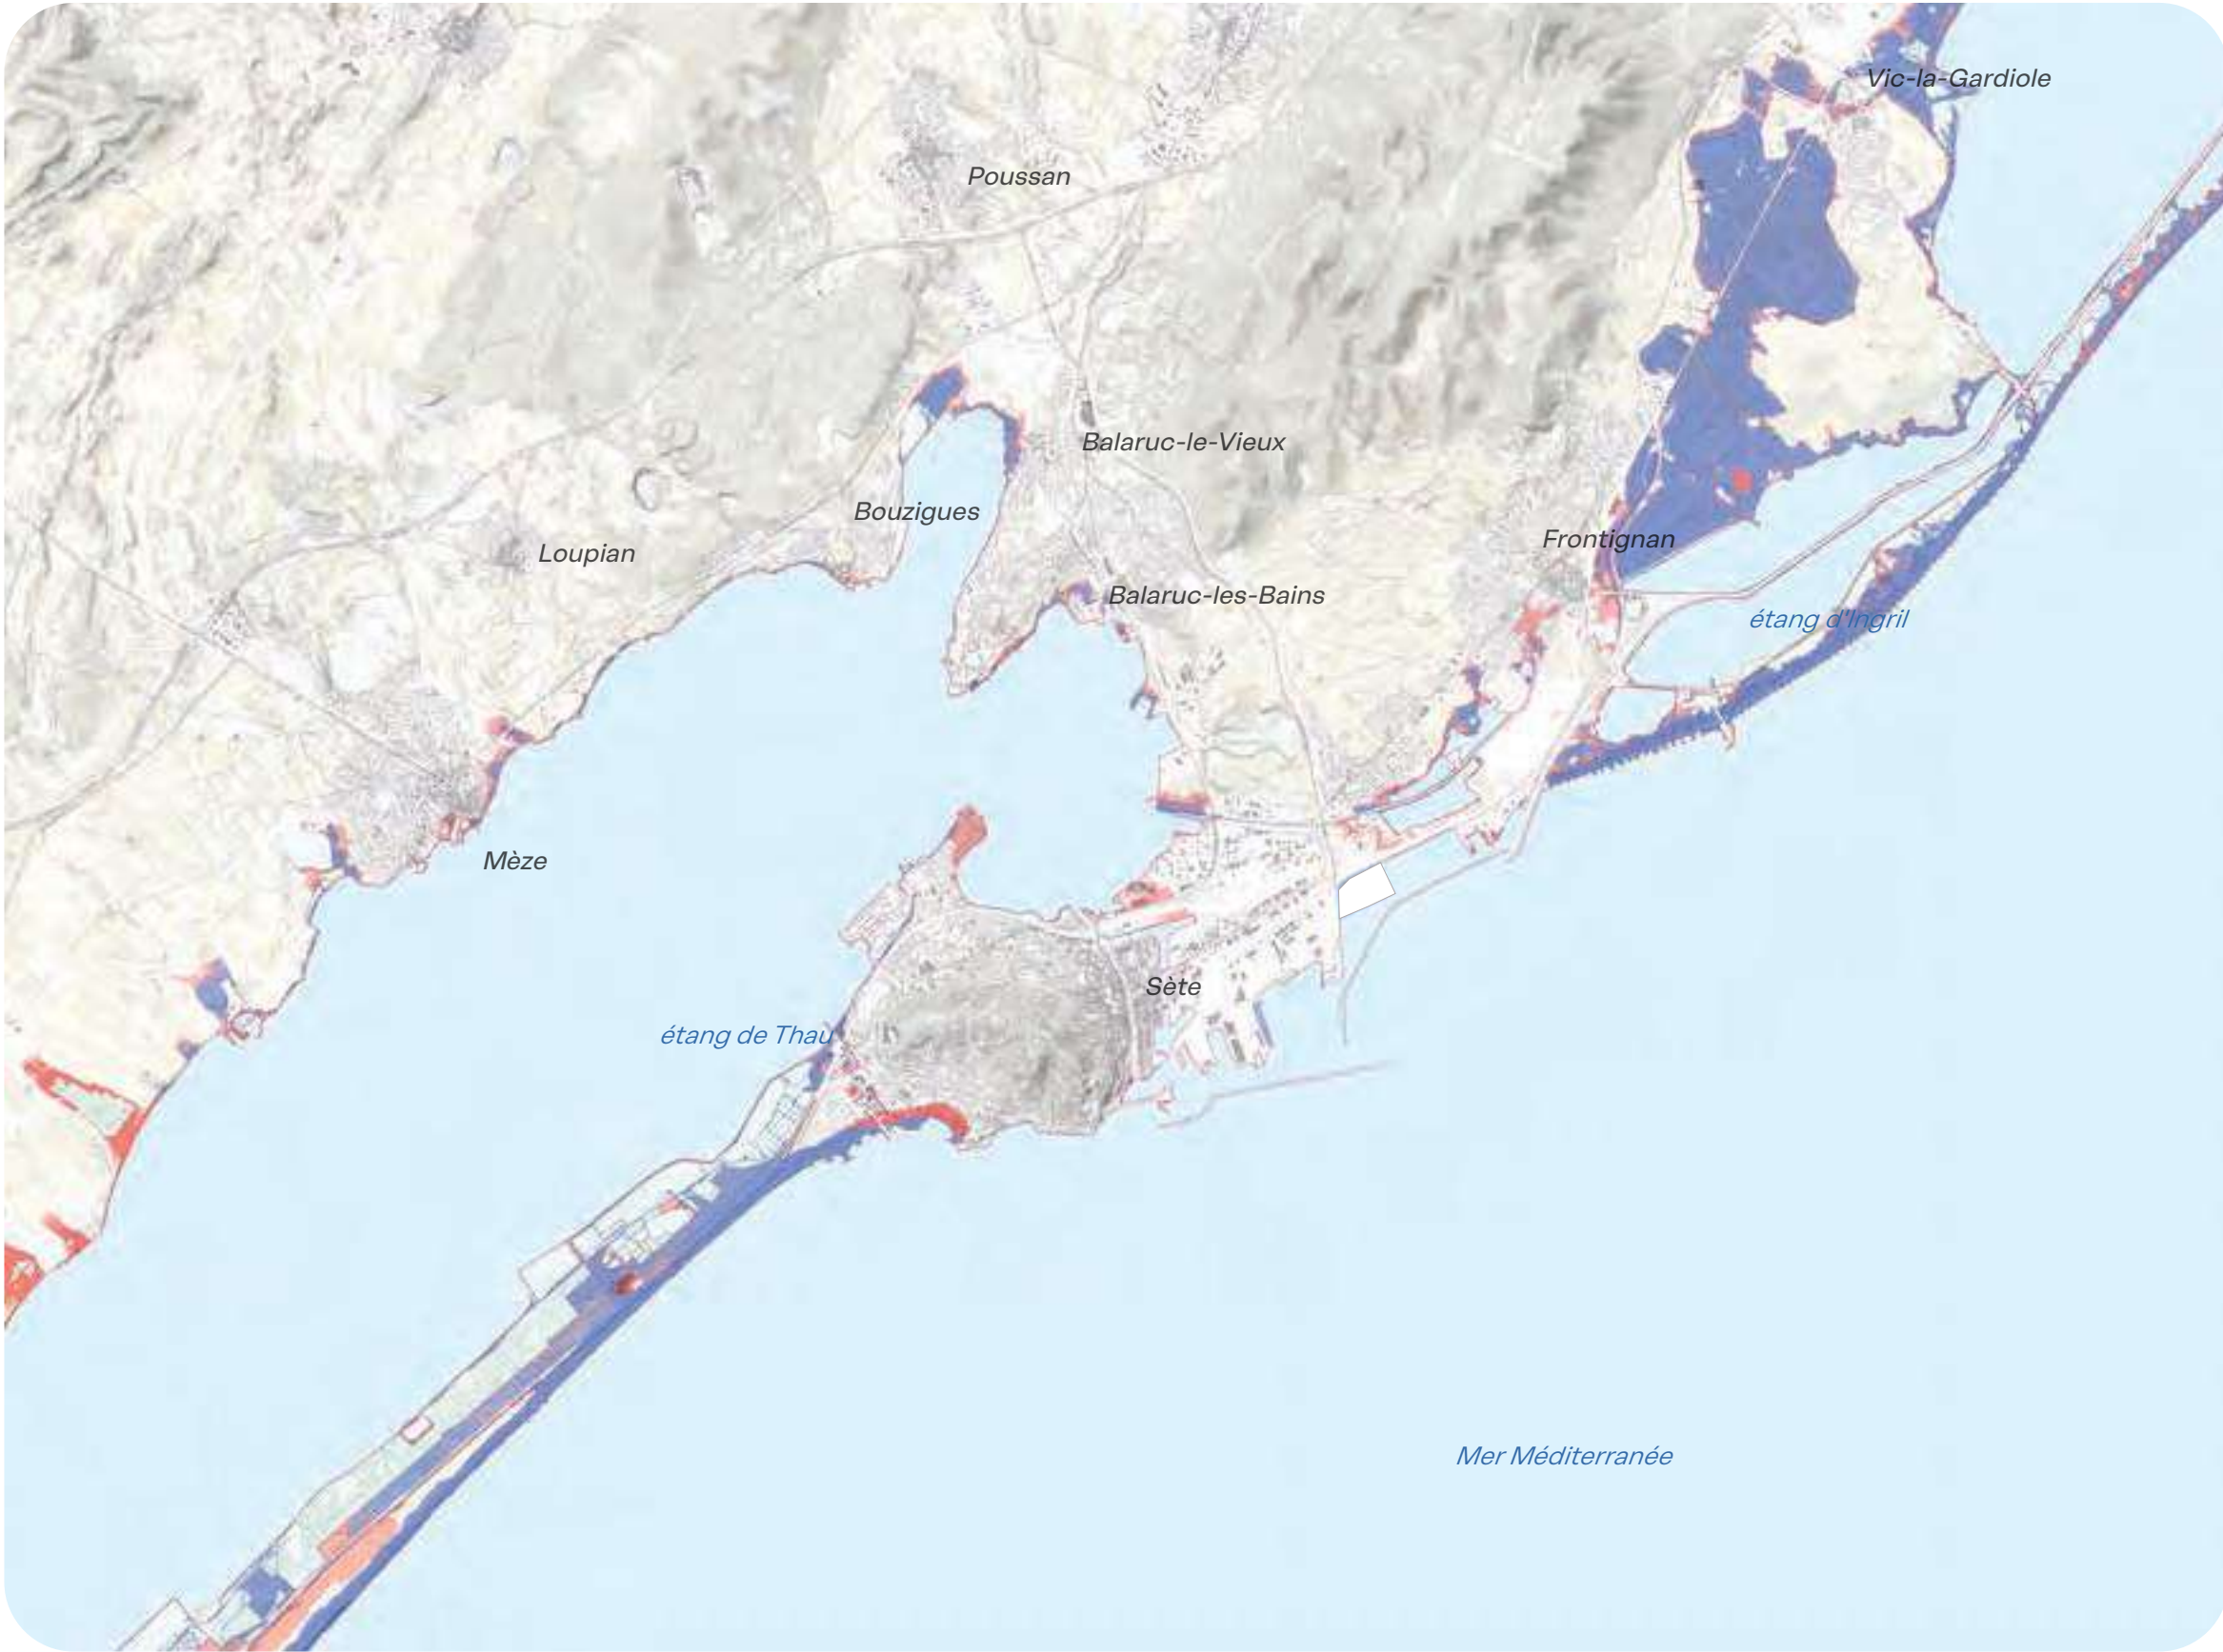 Vic-la-Gardiole
Poussan
Balaruc-le-Vieux
Bouzigues
Frontignan
Loupian
Balaruc-les-Bains
étang d'Ingril
Mèze
Sète
étang de Thau
Mer Méditerranée